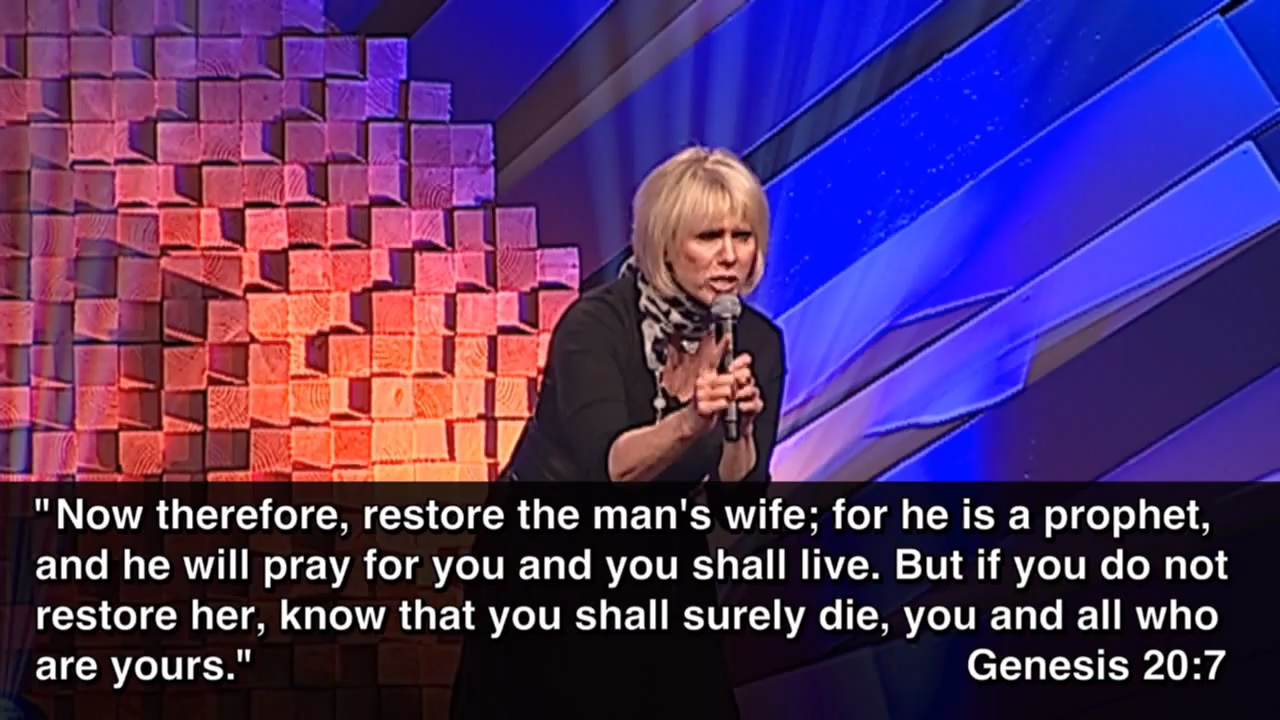 "Now therefore, restore the man's wife; for he is a prophet,
and he will pray for you and you shall live. But if you do not
restore her, know that you shall surely die, you and all who
are yours." Genesis 20:7